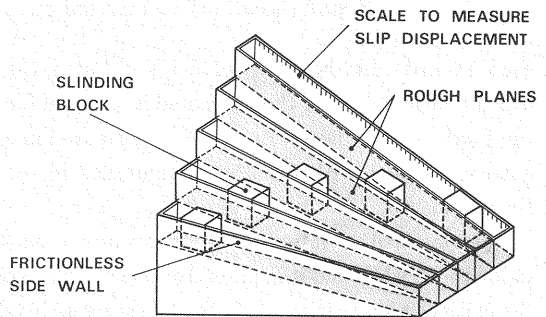 SCALE TO MEASURE
SLIP DISPLACEMENT
SLINDING
BLOCK
ROUGH PLANES
FRICTIONLESS
SIDE WALL